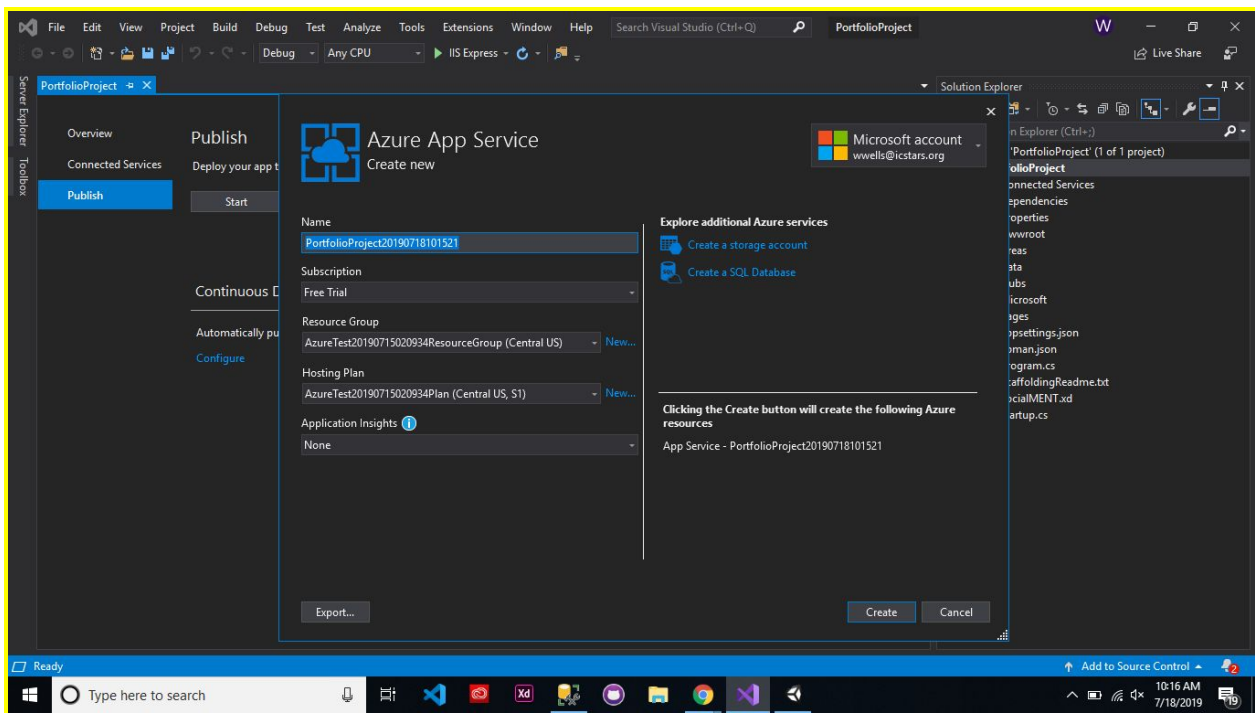 File Edit View Project Build Debug Test Analyze Tools Extensions Window Help Search Visual Studio (Ctrl+Q) PortfolioProject W
Debug Any CPU IIS Express Live Share
Server Explorer
Toolbox
PortfolioProject
Solution Explorer
Overview
Connected Services
Publish
Publish
Deploy your app t
Start
Continuous D
Automatically pu
Configure
Azure App Service
Create new
Microsoft account
wwells@icstars.org
Name
PortfolioProject20190718101521
Subscription
Free Trial
Resource Group
AzureTest20190715020934ResourceGroup (Central US) New...
Hosting Plan
AzureTest20190715020934Plan (Central US, S1) New...
Application Insights
None
Explore additional Azure services
Create a storage account
Create a SQL Database
Clicking the Create button will create the following Azure
resources
App Service - PortfolioProject20190718101521
Export...
Create Cancel
n Explorer (Ctrl+;)
'PortfolioProject' (1 of 1 project)
olioProject
onnected Services
ependencies
roperties
wwroot
reas
ata
ubs
icrosoft
ages
ppsettings.json
oman.json
rogram.cs
caffoldingReadme.txt
ocialMENT.xd
artup.cs
Ready
Add to Source Control 2
Type here to search
Xd
10:16 AM
7/18/2019
19